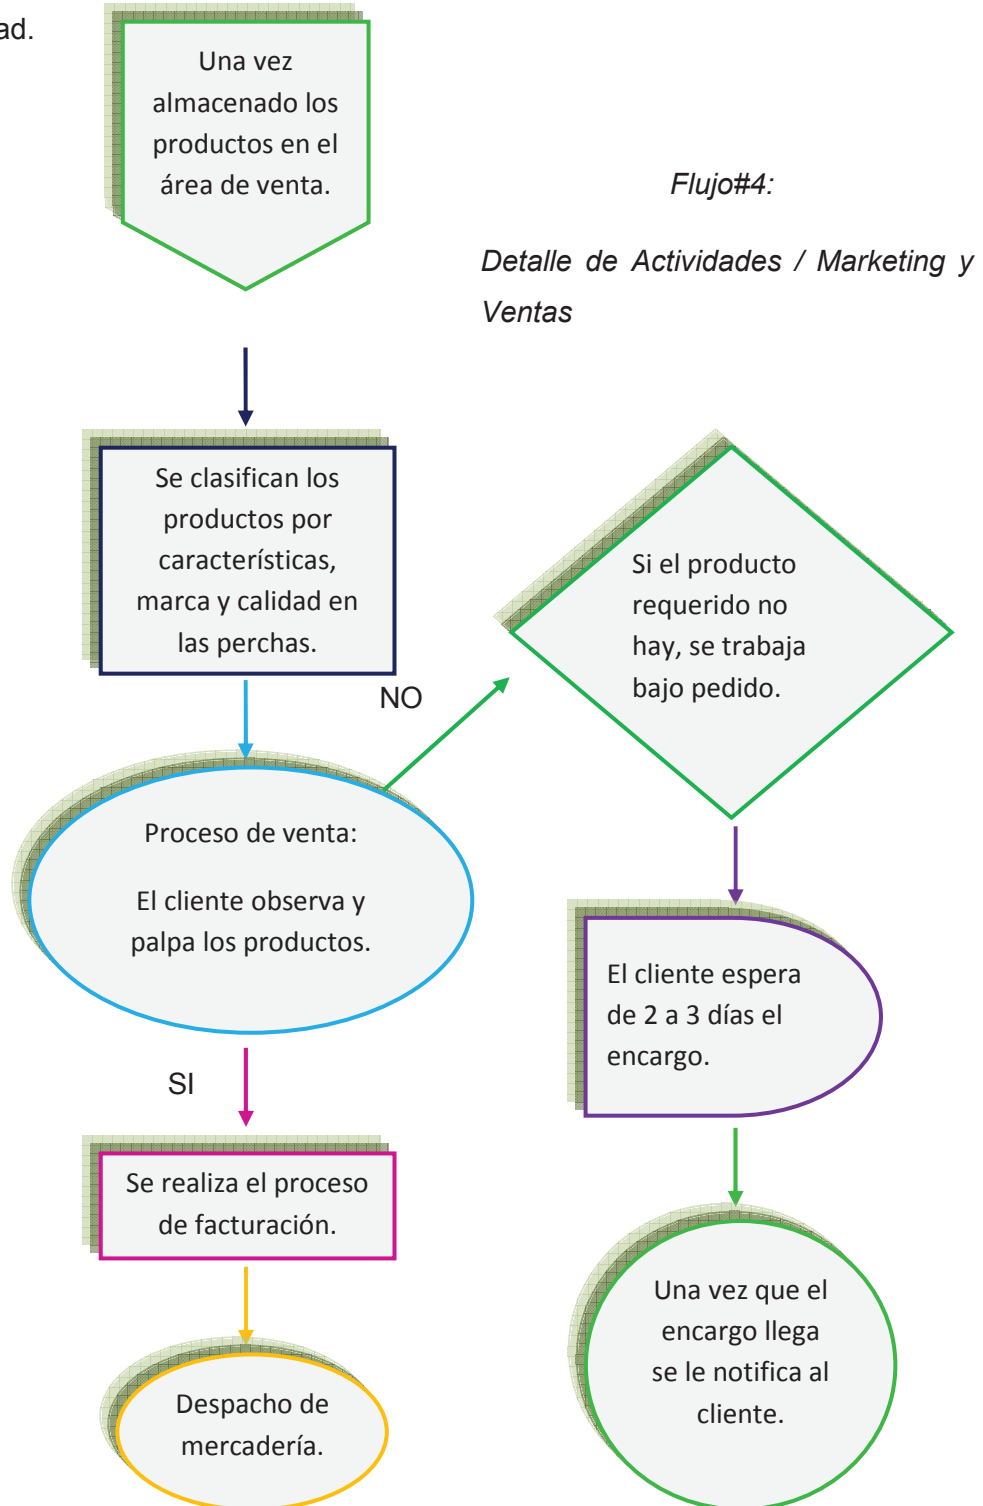 ad.
Una vez
almacenado los
productos en el
área de venta.
Flujo#4:
Detalle de Actividades / Marketing y
Ventas
Se clasifican los
productos por
característícas,
marca y calidad en
las perchas.
Si el producto
requerido no
hay, se trabaja
bajo pedido.
NO
Proceso de venta:
El cliente observa y
palpa los productos.
El cliente espera
de 2 a 3 días el
encargo.
SI
Se realiza el proceso
de facturación.
Una vez que el
encargo llega
se le notifica al
cliente.
Despacho de
mercadería.